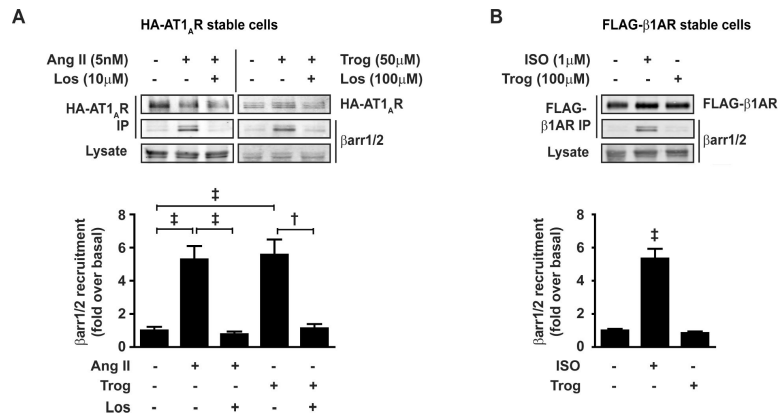 A
HA-AT1AR stable cells
Ang II (5nM) - + + - + + Trog (50μM)
Los (10μM) - - + - - + Los (100μM)
HA-AT1AR IP HA-AT1AR
βarr1/2
Lysate
βarr1/2 recruitment
(fold over basal)
8
6
4
2
0
‡
‡ ‡ †
Ang II - + + - -
Trog - - - + +
Los - - + - +
B
FLAG-β1AR stable cells
ISO (1μM) - + -
Trog (100μM) - - +
FLAG-
β1AR IP
FLAG-β1AR
βarr1/2
Lysate
βarr1/2 recruitment
(fold over basal)
8
6
4
2
0
‡
ISO - + -
Trog - - +